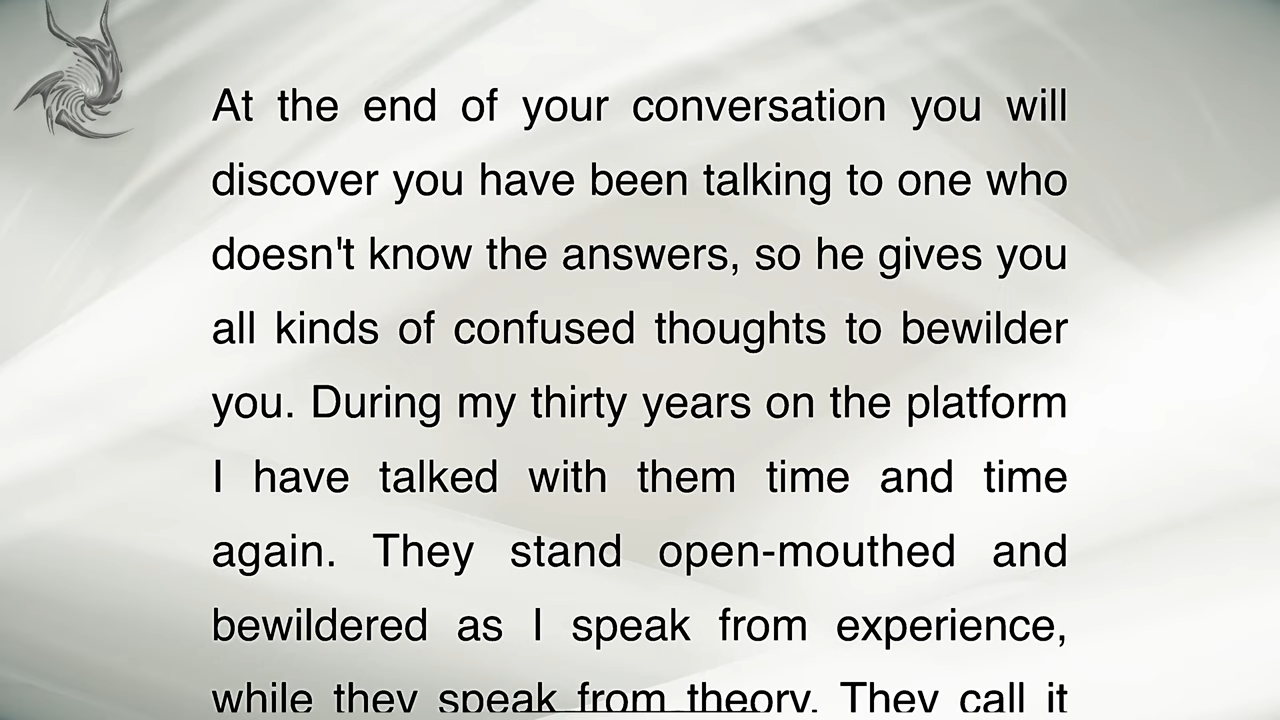 At the end of your conversation you will
discover you have been talking to one who
doesn't know the answers, so he gives you
all kinds of confused thoughts to bewilder
you. During my thirty years on the platform
I have talked with them time and time
again. They stand open-mouthed and
bewildered as I speak from experience,
while they speak from theory. They call it